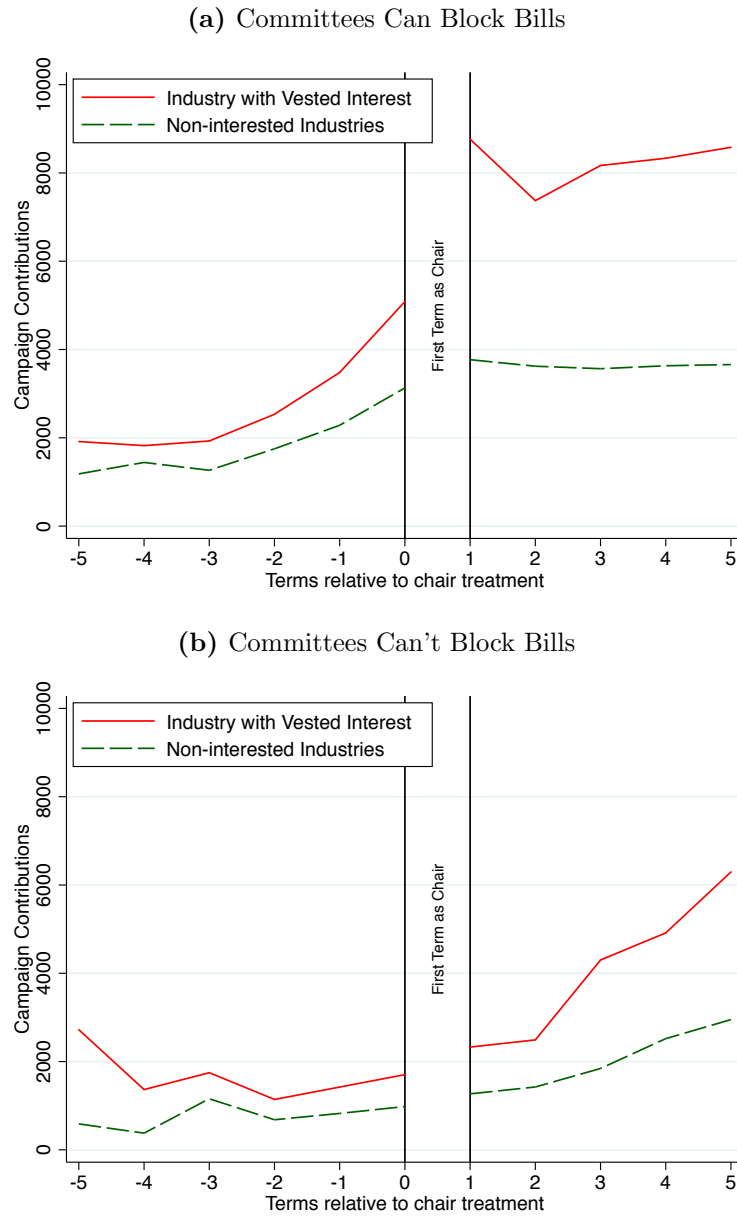 (a) Committees Can Block Bills
Industry with Vested Interest
Non-interested Industries
Campaign Contributions
10000
8000
6000
4000
2000
0
First Term as Chair
-5 -4 -3 -2 -1 0 1 2 3 4 5
Terms relative to chair treatment
(b) Committees Can't Block Bills
Industry with Vested Interest
Non-interested Industries
Campaign Contributions
10000
8000
6000
4000
2000
0
First Term as Chair
-5 -4 -3 -2 -1 0 1 2 3 4 5
Terms relative to chair treatment